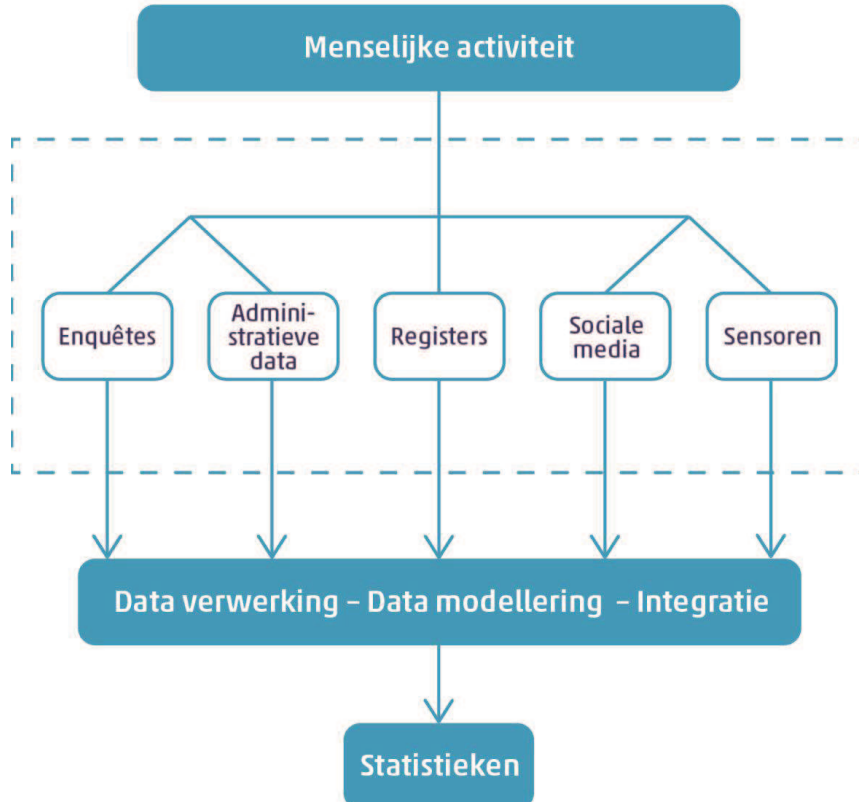 Menselijke activiteit
Enquêtes
Admini-
stratieve
data
Registers
Sociale
media
Sensoren
Data verwerking – Data modellering – Integratie
Statistieken